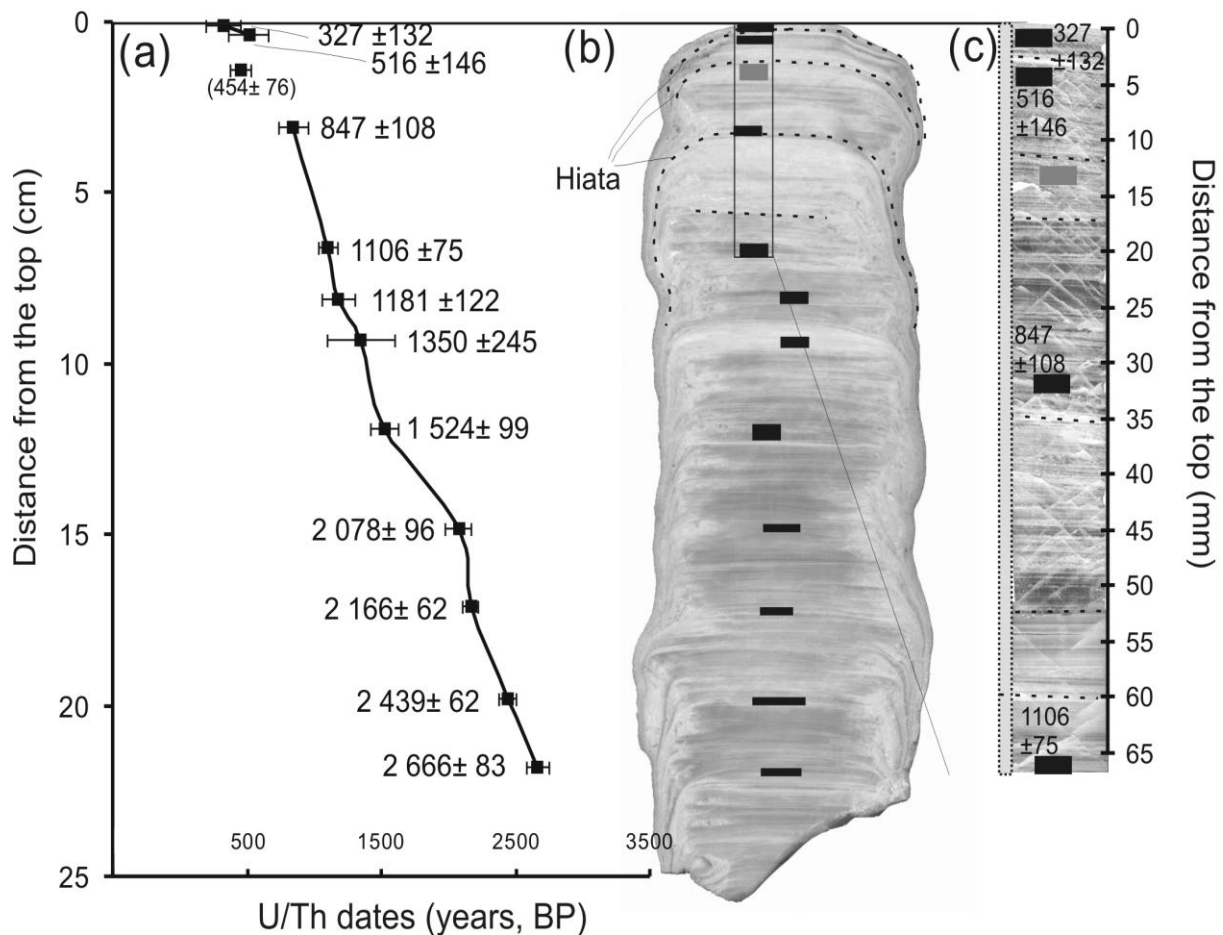 (a)
0
5
10
15
20
25
Distance from the top (cm)
327 ±132
516 ±146
(454± 76)
847 ±108
1106 ±75
1181 ±122
1350 ±245
1 524± 99
2 078± 96
2 166± 62
2 439± 62
2 666± 83
500 1500 2500 3500
U/Th dates (years, BP)
(b)
Hiata
(c)
327
±132
516
±146
847
±108
1106
±75
0
5
10
15
20
25
30
35
40
45
50
55
60
65
Distance from the top (mm)